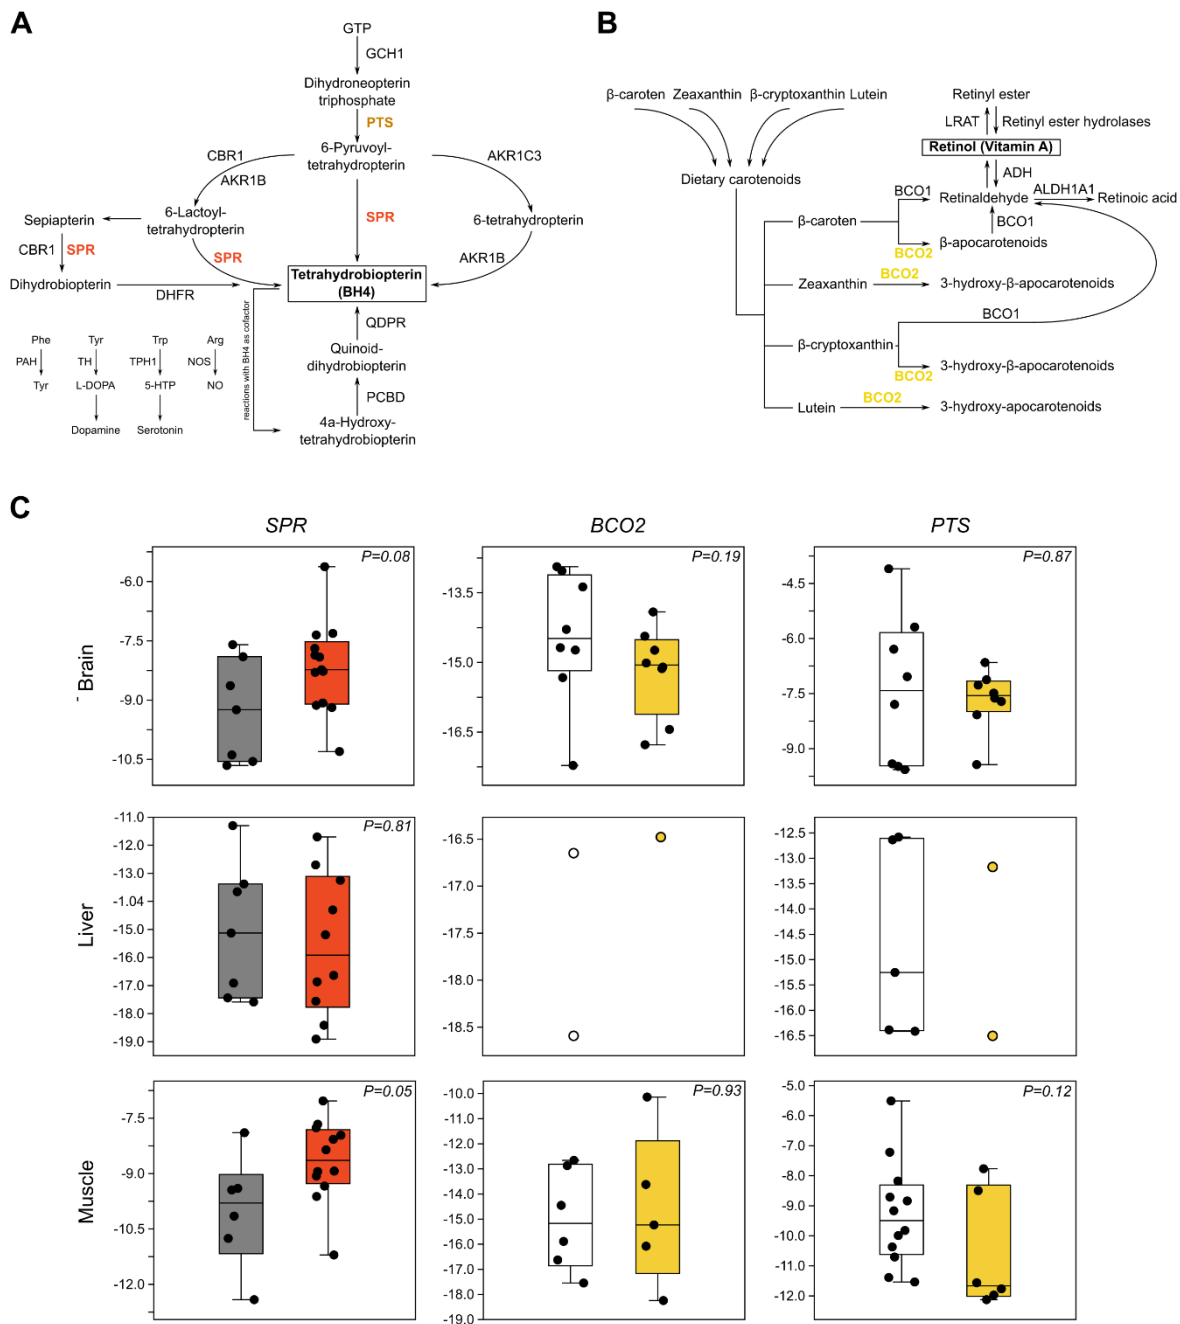 A
GTP
GCH1
Dihydroneopterin
triphosphate
PTS
6-Pyruvoyl-
tetrahydropterin
CBR1
AKR1B
AKR1C3
6-Lactoyl-
tetrahydropterin
Sepiapterin
SPR
6-tetrahydropterin
CBR1
SPR
SPR
AKR1B
Dihydrobiopterin
DHFR
Tetrahydrobiopterin
(BH4)
QDPR
Quinoid-
dihydrobiopterin
PCBD
4a-Hydroxy-
tetrahydrobiopterin
reactions with BH4 as cofactor
Phe Tyr Trp Arg
PAH TH TPH1 NOS
Tyr L-DOPA 5-HTP NO
Dopamine Serotonin
B
β-caroten Zeaxanthin β-cryptoxanthin Lutein
Dietary carotenoids
Retinyl ester
LRAT Retinyl ester hydrolases
Retinol (Vitamin A)
ADH
BCO1 Retinaldehyde ALDH1A1 Retinoic acid
β-caroten
BCO1
BCO2 β-apocarotenoids
Zeaxanthin BCO2 3-hydroxy-β-apocarotenoids
BCO1
β-cryptoxanthin
BCO2 3-hydroxy-β-apocarotenoids
BCO2
Lutein 3-hydroxy-apocarotenoids
C
SPR BCO2 PTS
Brain
P=0.08
-6.0
-7.5
-9.0
-10.5
P=0.19
-13.5
-15.0
-16.5
P=0.87
-4.5
-6.0
-7.5
-9.0
Liver
P=0.81
-11.0
-12.0
-13.0
-1.04
-15.0
-16.0
-17.0
-18.0
-19.0
-16.5
-17.0
-17.5
-18.0
-18.5
-12.5
-13.0
-13.5
-14.0
-14.5
-15.0
-15.5
-16.0
-16.5
Muscle
P=0.05
-7.5
-9.0
-10.5
-12.0
P=0.93
-10.0
-11.0
-12.0
-13.0
-14.0
-15.0
-16.0
-17.0
-18.0
-19.0
P=0.12
-5.0
-6.0
-7.0
-8.0
-9.0
-10.0
-11.0
-12.0